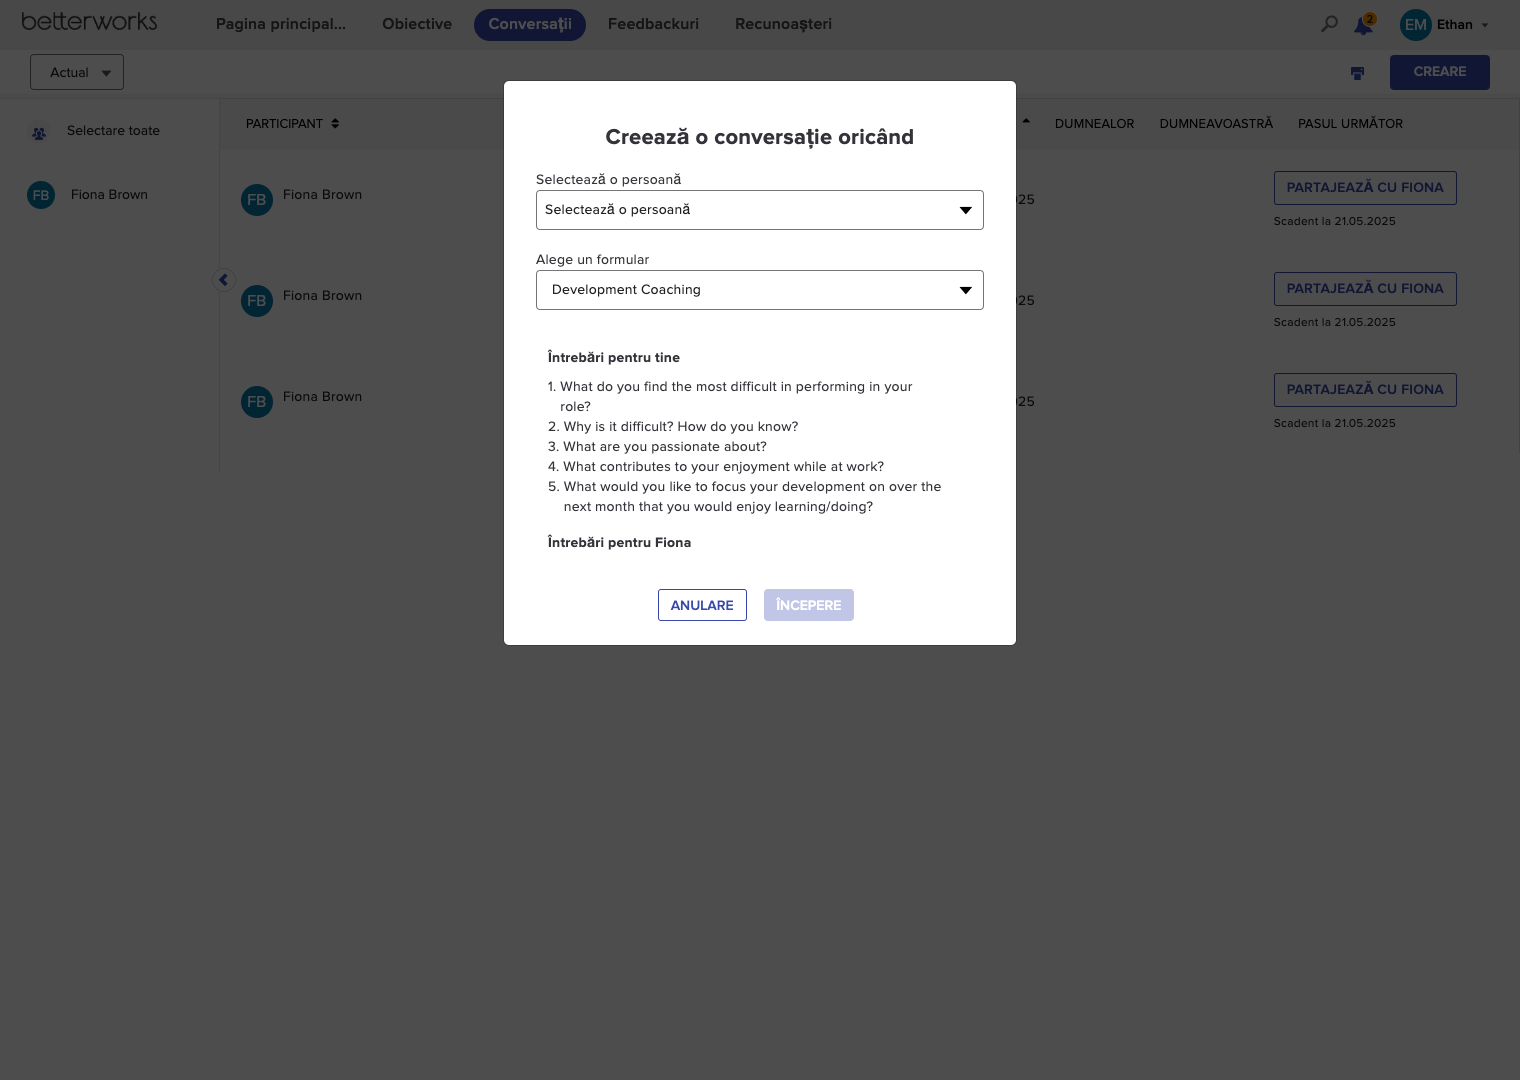 betterworks
Pagina principal... Obiective Conversații Feedbackuri Recunoașteri
2
EM Ethan
Actual
CREARE
Selectare toate
FB Fiona Brown
PARTICIPANT DUMNEALOR DUMNEAVOASTRĂ PASUL URMĂTOR
FB Fiona Brown 25 PARTAJEAZĂ CU FIONA
Scadent la 21.05.2025
FB Fiona Brown 25 PARTAJEAZĂ CU FIONA
Scadent la 21.05.2025
FB Fiona Brown 25 PARTAJEAZĂ CU FIONA
Scadent la 21.05.2025
Creează o conversație oricând
Selectează o persoană
Selectează o persoană
Alege un formular
Development Coaching
Întrebări pentru tine
1. What do you find the most difficult in performing in your
role?
2. Why is it difficult? How do you know?
3. What are you passionate about?
4. What contributes to your enjoyment while at work?
5. What would you like to focus your development on over the
next month that you would enjoy learning/doing?
Întrebări pentru Fiona
ANULARE ÎNCEPERE